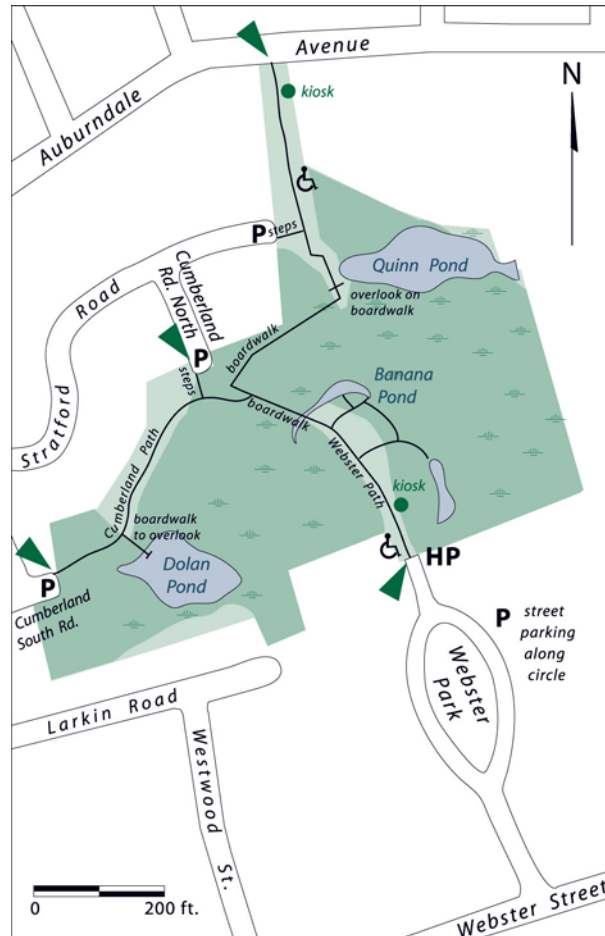 Avenue
Auburndale
kiosk
N
P
steps
Quinn Pond
overlook on
boardwalk
Cumberland
Rd. North
Road
Stratford
P
steps
boardwalk
boardwalk
Banana
Pond
Cumberland Path
Webster Path
kiosk
boardwalk
to overlook
Dolan
Pond
HP
P
Cumberland
South Rd.
P
street
parking
along
circle
Webster
Park
Larkin Road
Westwood
St.
0
200 ft.
Webster Street